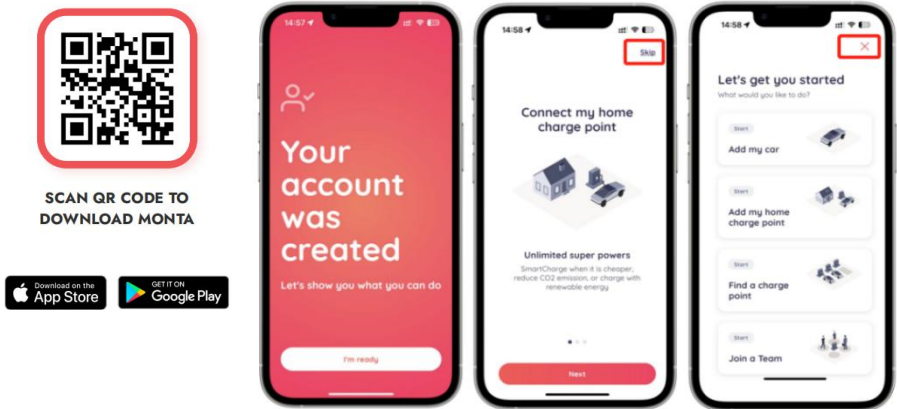 SCAN QR CODE TO
DOWNLOAD MONTA
Download on the
App Store
GET IT ON
Google Play
14:57
Your
account
was
created
Let's show you what you can do
I'm ready
14:58
Skip
Connect my home
charge point
Unlimited super powers
SmartCharge when it is cheaper,
reduce CO2 emission, or charge with
renewable energy
Next
14:58
Let's get you started
What would you like to do?
Start
Add my car
Start
Add my home
charge point
Start
Find a charge
point
Start
Join a Team